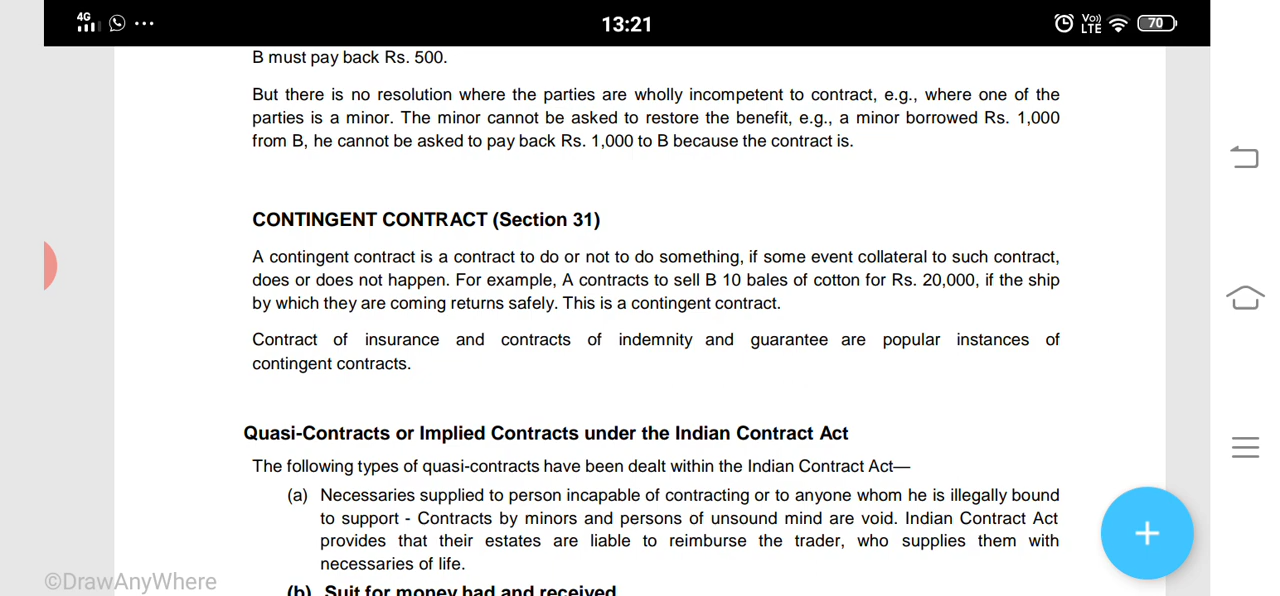 4G
13:21
Vo)) LTE
70
B must pay back Rs. 500.
But there is no resolution where the parties are wholly incompetent to contract, e.g., where one of the
parties is a minor. The minor cannot be asked to restore the benefit, e.g., a minor borrowed Rs. 1,000
from B, he cannot be asked to pay back Rs. 1,000 to B because the contract is.
CONTINGENT CONTRACT (Section 31)
A contingent contract is a contract to do or not to do something, if some event collateral to such contract,
does or does not happen. For example, A contracts to sell B 10 bales of cotton for Rs. 20,000, if the ship
by which they are coming returns safely. This is a contingent contract.
Contract of insurance and contracts of indemnity and guarantee are popular instances of
contingent contracts.
Quasi-Contracts or Implied Contracts under the Indian Contract Act
The following types of quasi-contracts have been dealt within the Indian Contract Act—
(a) Necessaries supplied to person incapable of contracting or to anyone whom he is illegally bound
to support - Contracts by minors and persons of unsound mind are void. Indian Contract Act
provides that their estates are liable to reimburse the trader, who supplies them with
necessaries of life.
(b) Suit for money had and received
©DrawAnyWhere